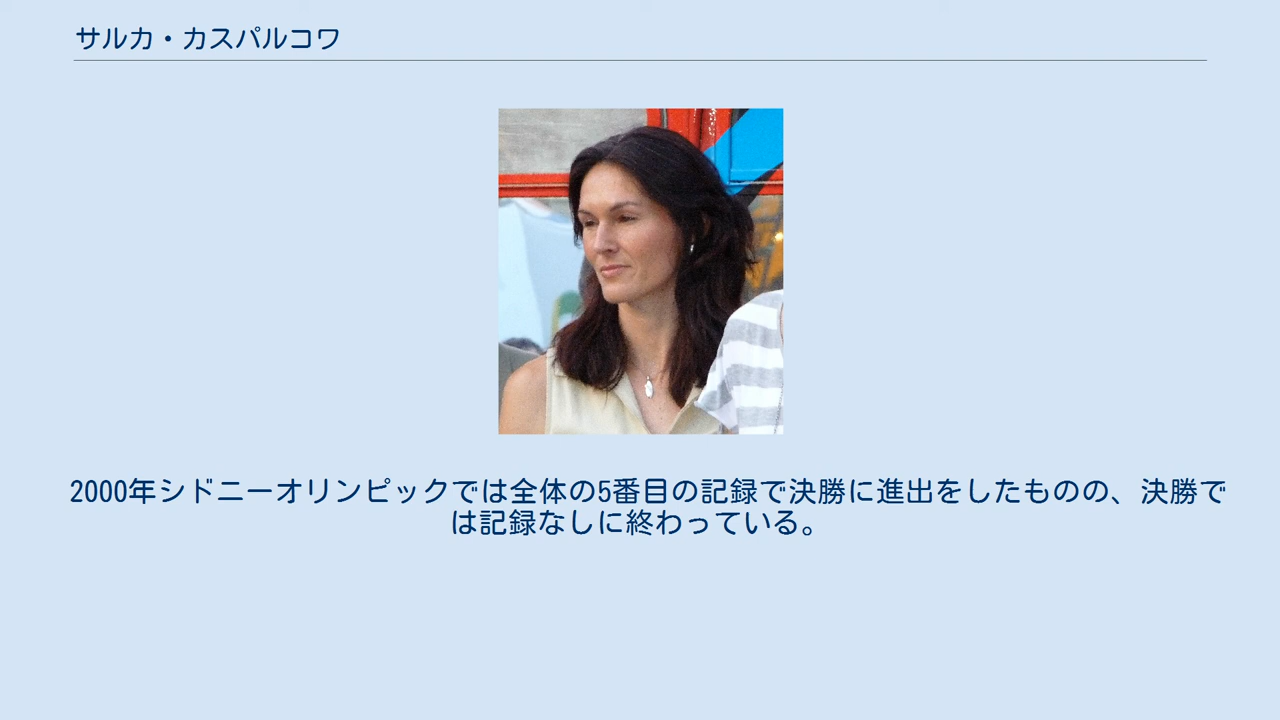 サルカ・カスパルコワ
2000年シドニーオリンピックでは全体の5番目の記録で決勝に進出をしたものの、決勝で
は記録なしに終わっている。